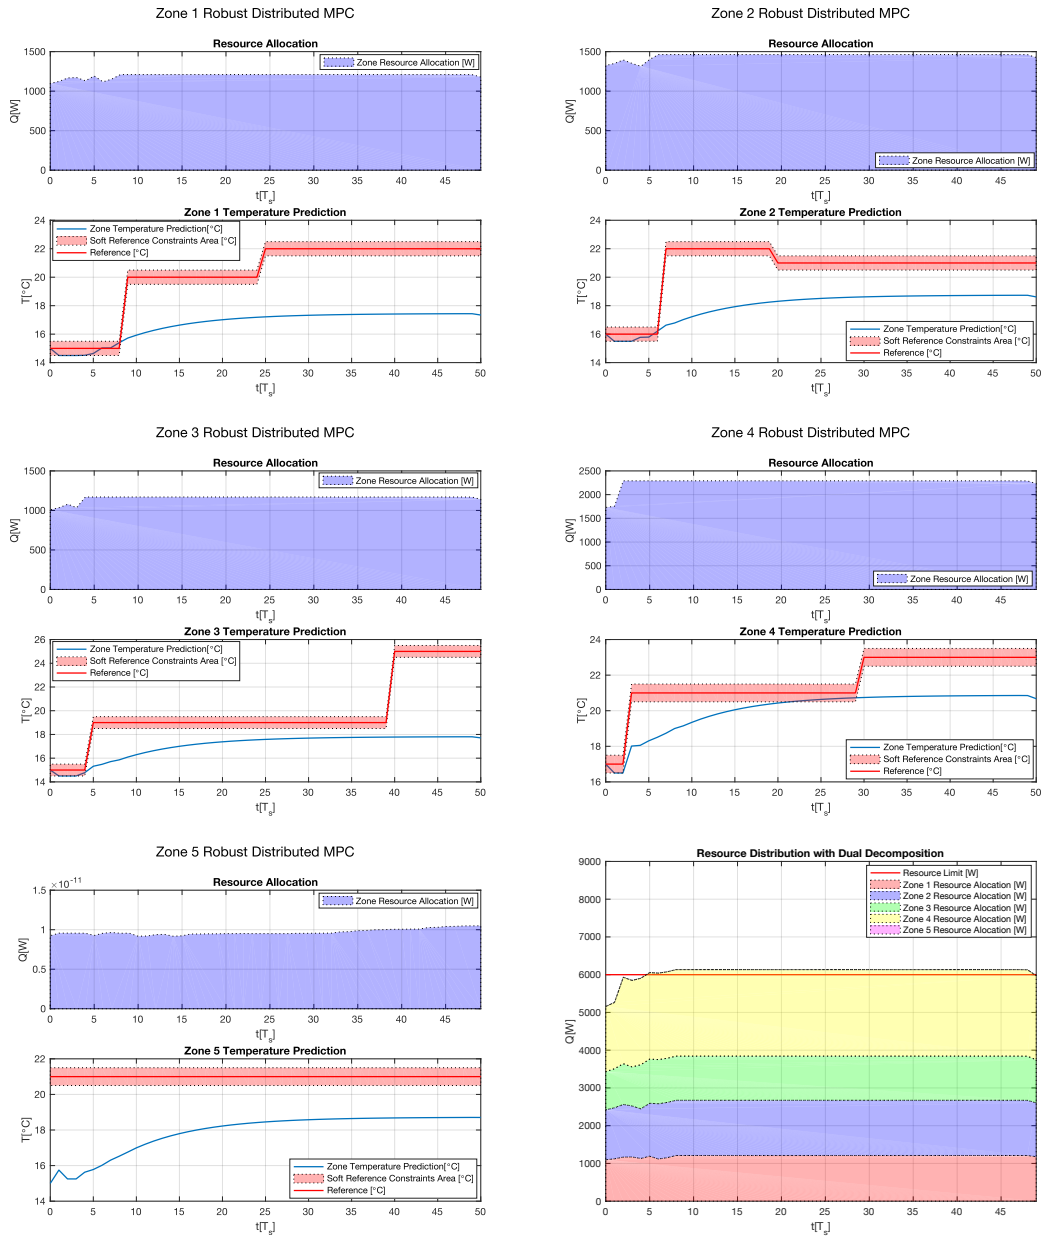 Zone 1 Robust Distributed MPC
Resource Allocation
1500
1000
500
0
Q[W]
Zone Resource Allocation [W]
0 5 10 15 20 25 30 35 40 45
t[Ts]
Zone 1 Temperature Prediction
24
22
20
18
16
14
T[°C]
Zone Temperature Prediction[°C]
Soft Reference Constraints Area [°C]
Reference [°C]
0 5 10 15 20 25 30 35 40 45 50
t[Ts]
Zone 2 Robust Distributed MPC
Resource Allocation
1500
1000
500
0
Q[W]
Zone Resource Allocation [W]
0 5 10 15 20 25 30 35 40 45
t[Ts]
Zone 2 Temperature Prediction
24
22
20
18
16
14
T[°C]
Zone Temperature Prediction[°C]
Soft Reference Constraints Area [°C]
Reference [°C]
0 5 10 15 20 25 30 35 40 45 50
t[Ts]
Zone 3 Robust Distributed MPC
Resource Allocation
1500
1000
500
0
Q[W]
Zone Resource Allocation [W]
0 5 10 15 20 25 30 35 40 45
t[Ts]
Zone 3 Temperature Prediction
26
24
22
20
18
16
14
T[°C]
Zone Temperature Prediction[°C]
Soft Reference Constraints Area [°C]
Reference [°C]
0 5 10 15 20 25 30 35 40 45 50
t[Ts]
Zone 4 Robust Distributed MPC
Resource Allocation
2500
2000
1500
1000
500
0
Q[W]
Zone Resource Allocation [W]
0 5 10 15 20 25 30 35 40 45
t[Ts]
Zone 4 Temperature Prediction
24
22
20
18
16
T[°C]
Zone Temperature Prediction[°C]
Soft Reference Constraints Area [°C]
Reference [°C]
0 5 10 15 20 25 30 35 40 45 50
t[Ts]
Zone 5 Robust Distributed MPC
Resource Allocation
×10⁻¹¹
1.5
1
0.5
0
Q[W]
Zone Resource Allocation [W]
0 5 10 15 20 25 30 35 40 45
t[Ts]
Zone 5 Temperature Prediction
22
20
18
16
14
T[°C]
Zone Temperature Prediction[°C]
Soft Reference Constraints Area [°C]
Reference [°C]
0 5 10 15 20 25 30 35 40 45 50
t[Ts]
Resource Distribution with Dual Decomposition
9000
8000
7000
6000
5000
4000
3000
2000
1000
0
Q[W]
Resource Limit [W]
Zone 1 Resource Allocation [W]
Zone 2 Resource Allocation [W]
Zone 3 Resource Allocation [W]
Zone 4 Resource Allocation [W]
Zone 5 Resource Allocation [W]
0 5 10 15 20 25 30 35 40 45
t[Ts]